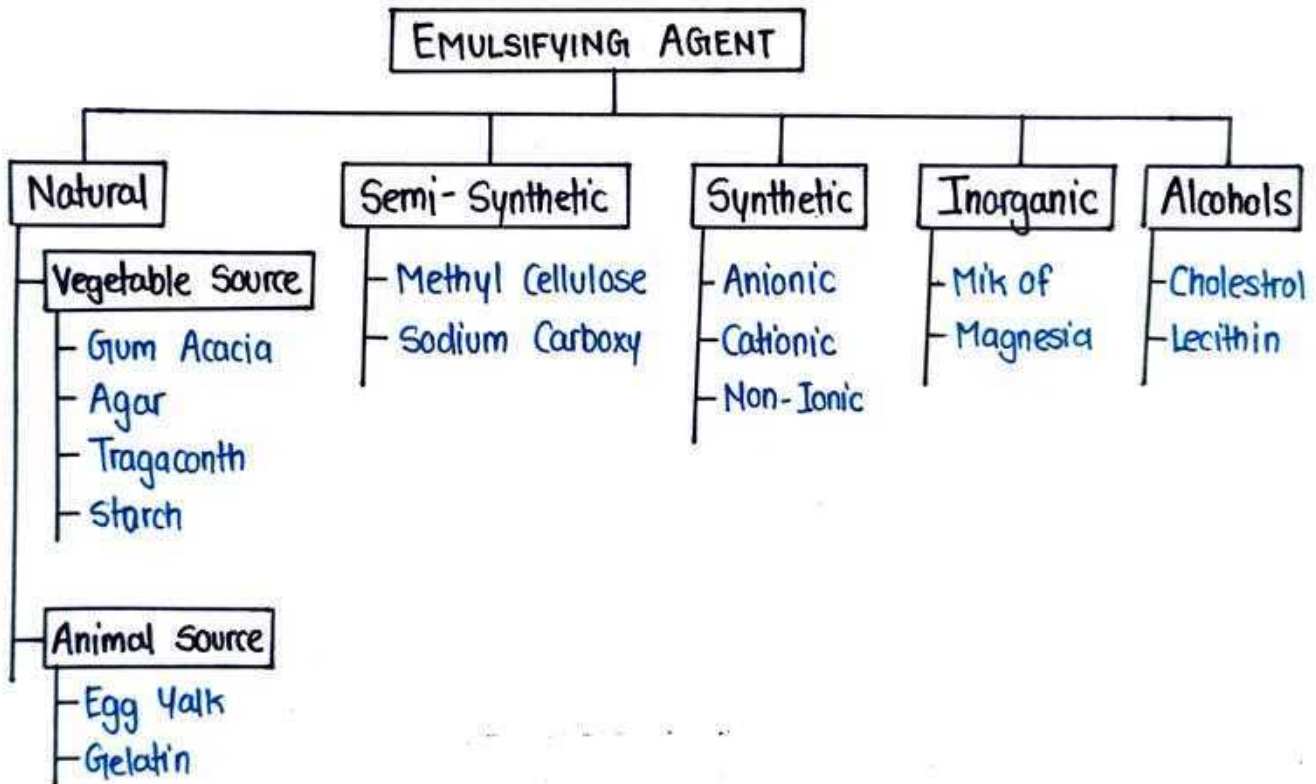 EMULSIFYING AGENT
Natural
Vegetable Source
Gum Acacia
Agar
Tragaconth
Starch
Animal Source
Egg Yalk
Gelatin
Semi-Synthetic
Methyl Cellulose
Sodium Carboxy
Synthetic
Anionic
Cationic
Non-Ionic
Inorganic
Mik of
Magnesia
Alcohols
Cholestrol
Lecithin